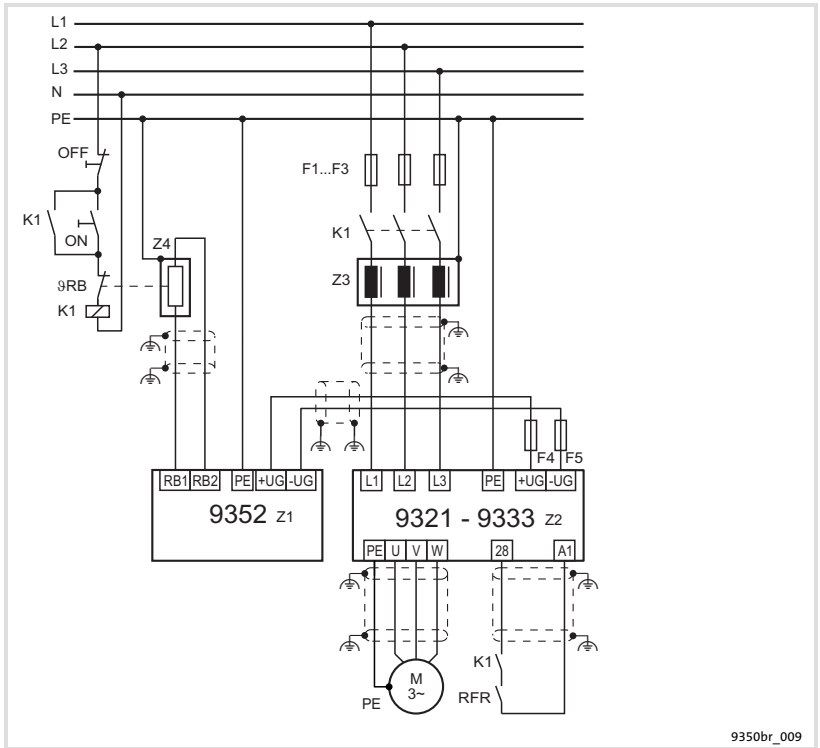 L1
L2
L3
N
PE
OFF
F1...F3
K1
ON
K1
Z4
Z3
ϑRB
K1
F4 F5
RB1 RB2 PE +UG -UG
L1 L2 L3 PE +UG -UG
9352 Z1
9321 - 9333 Z2
PE U V W 28 A1
K1
M
3~
RFR
PE
9350br_009